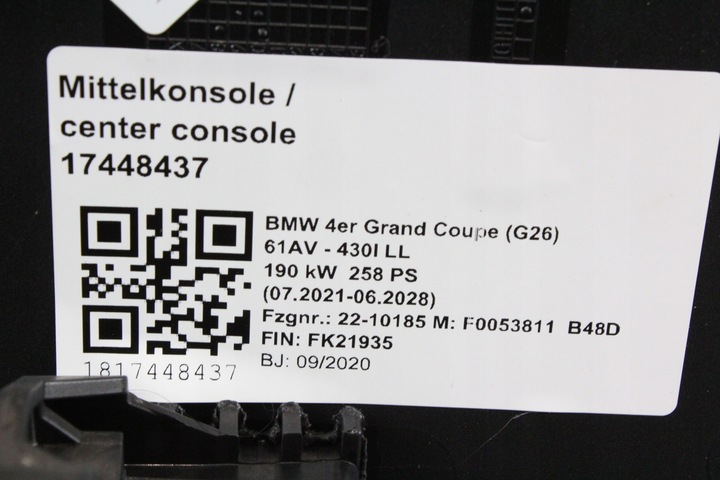 Mittelkonsole /
center console
17448437
BMW 4er Grand Coupe (G26)
61AV - 430I LL
190 kW 258 PS
(07.2021-06.2028)
Fzgnr.: 22-10185 M: F0053811 B48D
FIN: FK21935
BJ: 09/2020
1817448437